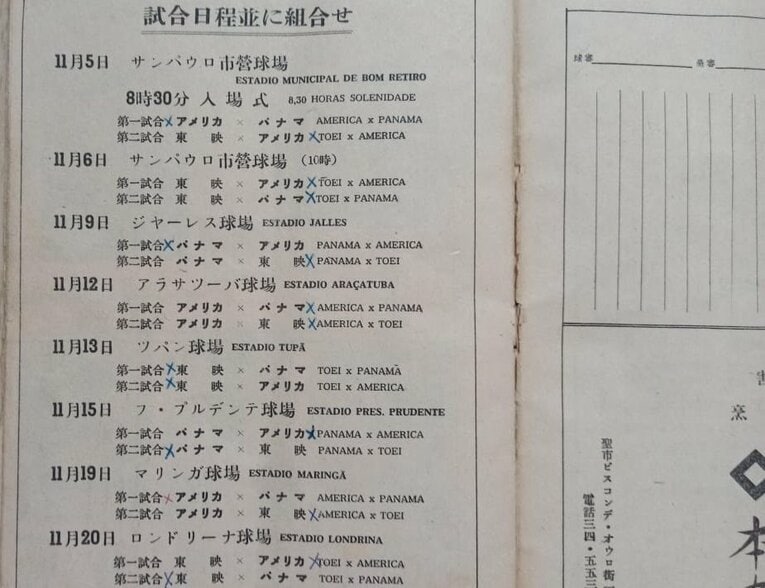 試合日程並に組合せ
11月5日 サンパウロ市營球場
ESTADIO MUNICIPAL DE BOM RETIRO
8時30分 入場式 8,30 HORAS SOLENIDADE
第一試合 アメリカ × パナマ AMERICA x PANAMA
第二試合 東映 × アメリカ TOEI x AMERICA
11月6日 サンパウロ市營球場 (10時)
第一試合 東映 × アメリカ TOEI x AMERICA
第二試合 東映 × パナマ TOEI x PANAMA
11月9日 ジャーレス球場 ESTADIO JALLES
第一試合 パナマ × アメリカ PANAMA x AMERICA
第二試合 パナマ × 東映 PANAMA x TOEI
11月12日 アラサツーバ球場 ESTADIO ARAÇATUBA
第一試合 アメリカ × パナマ AMERICA x PANAMA
第二試合 アメリカ × 東映 AMERICA x TOEI
11月13日 ツパン球場 ESTADIO TUPÃ
第一試合 東映 × パナマ TOEI x PANAMÃ
第二試合 東映 × アメリカ TOEI x AMERICA
11月15日 フ・プルデンテ球場 ESTADIO PRES. PRUDENTE
第一試合 パナマ × アメリカ PANAMA x AMERICA
第二試合 パナマ × 東映 PANAMA x TOEI
11月19日 マリンガ球場 ESTADIO MARINGÃ
第一試合 アメリカ × パナマ AMERICA x PANAMA
第二試合 アメリカ × 東映 AMERICA x TOEI
11月20日 ロンドリーナ球場 ESTADIO LONDRINA
第一試合 東映 × アメリカ TOEI x AMERICA
第二試合 東映 × パナマ TOEI x PANAMA
球審 壘審
烹
本
聖市ビスコンデ・オウロ街
電話三四・五五三